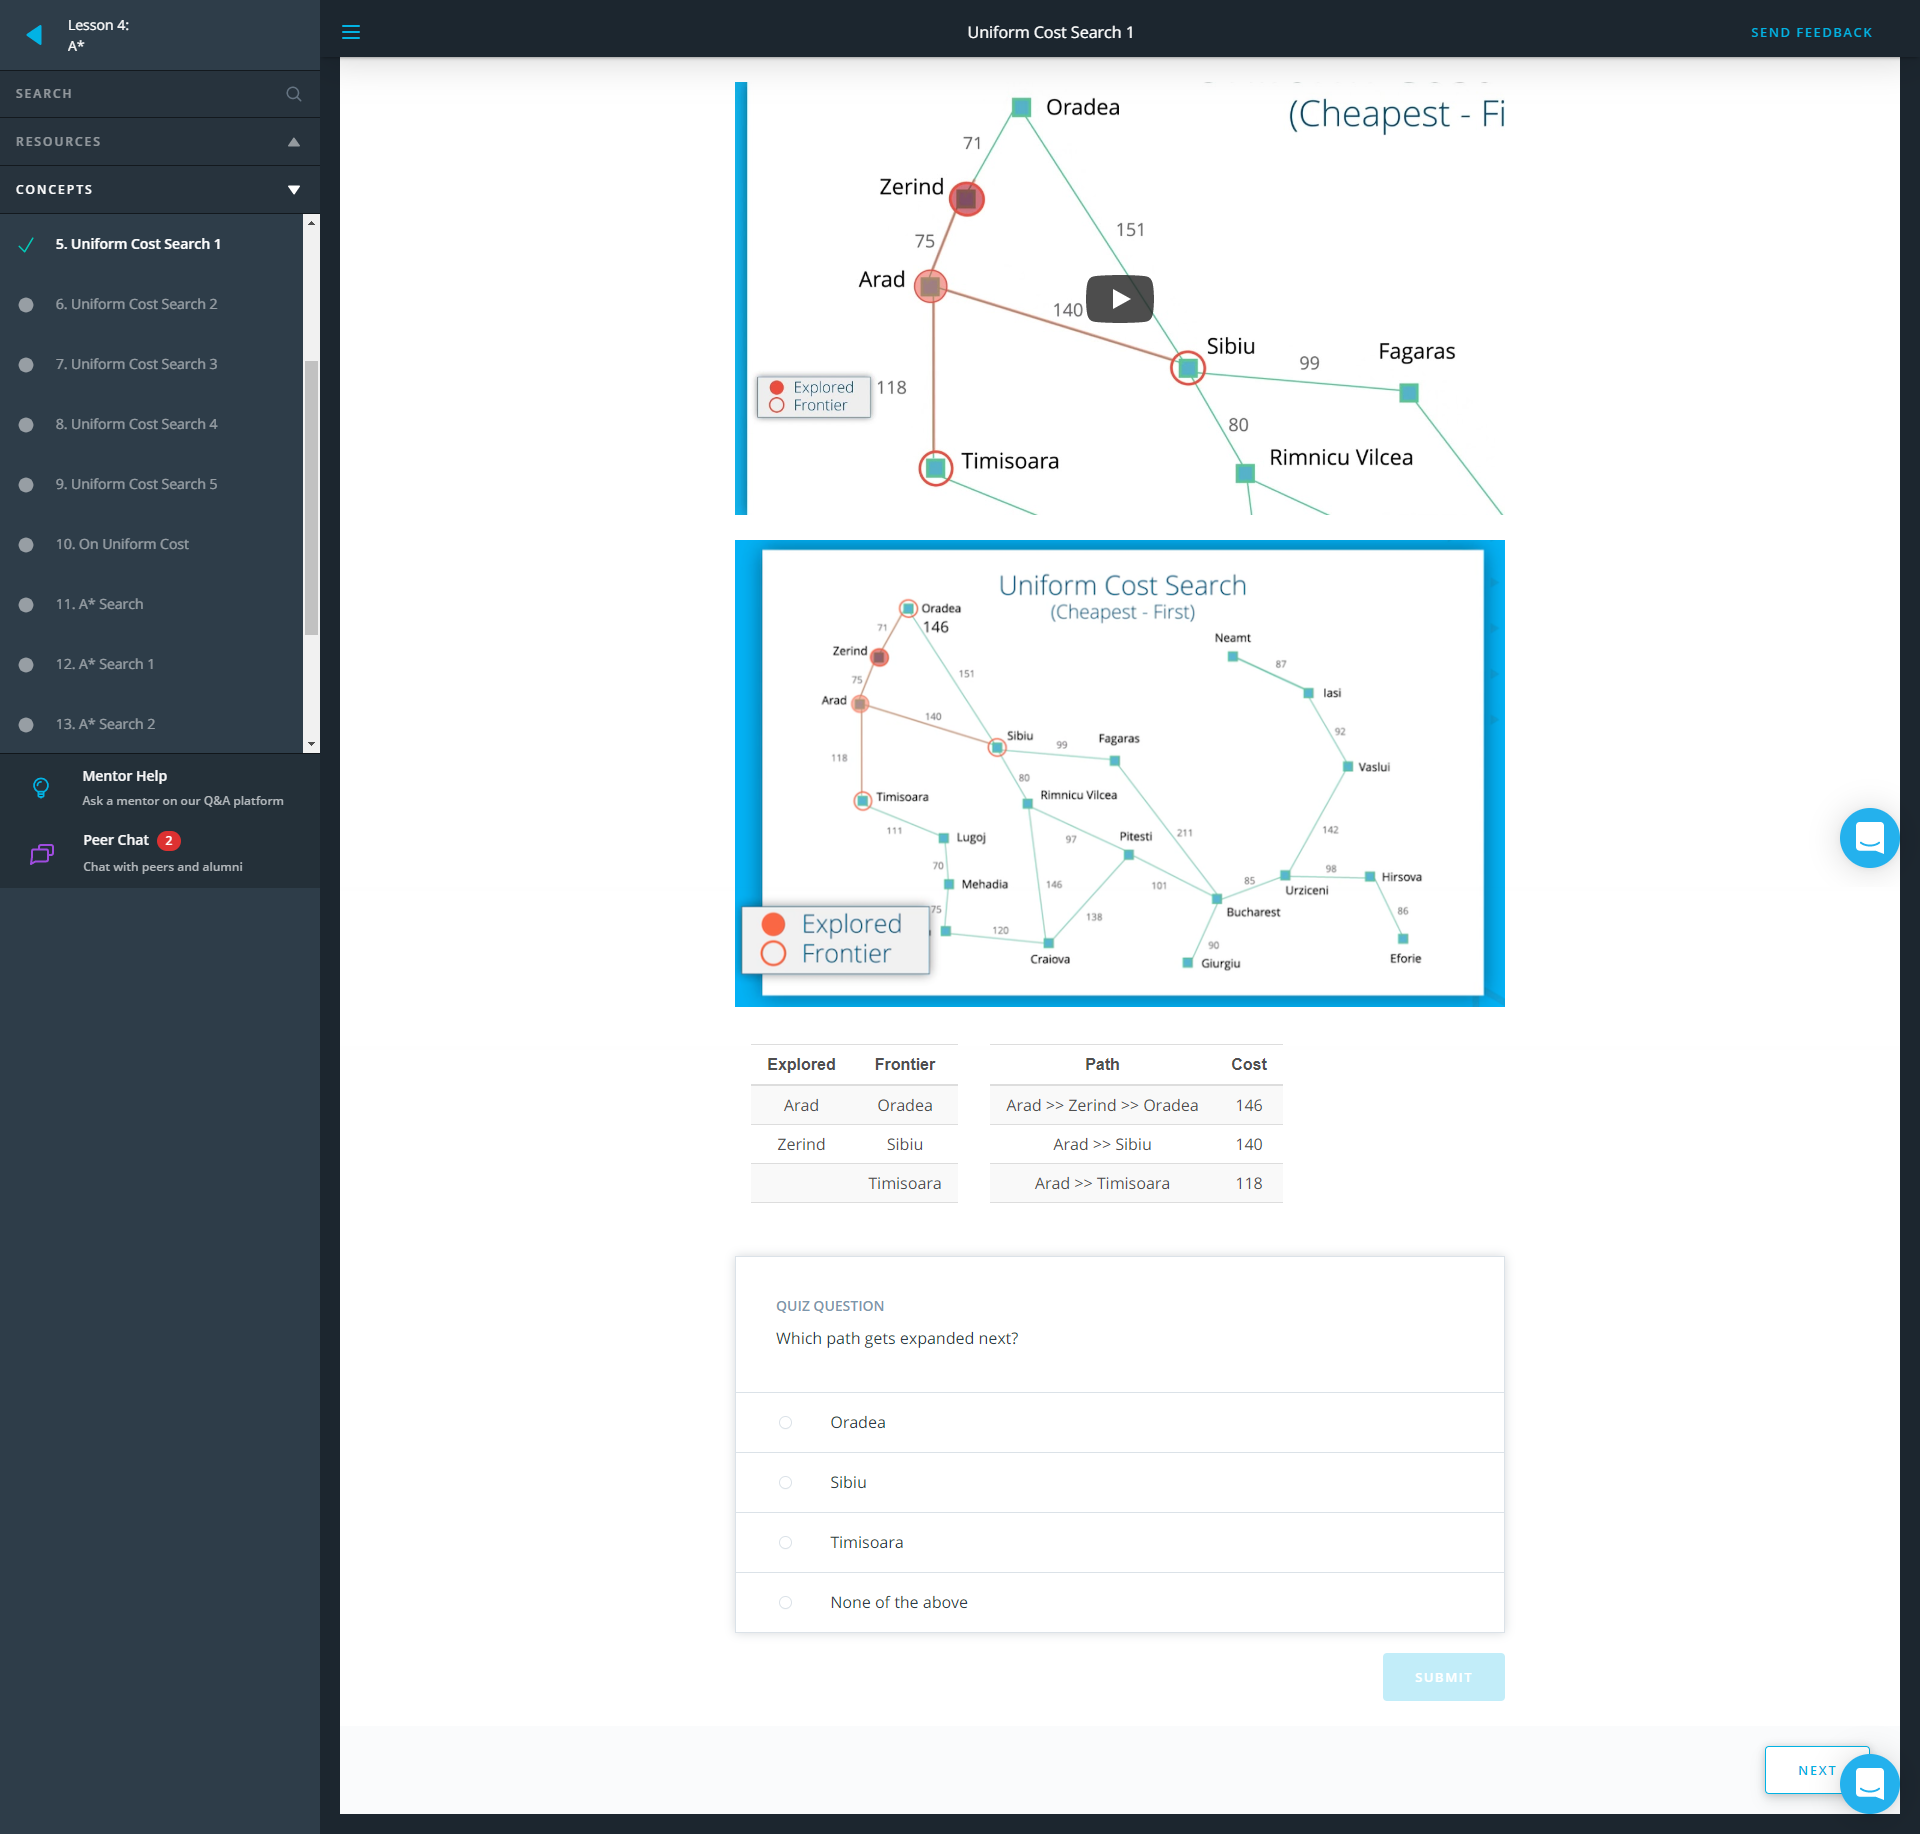 Lesson 4:
A*
SEARCH
RESOURCES
CONCEPTS
5. Uniform Cost Search 1
6. Uniform Cost Search 2
7. Uniform Cost Search 3
8. Uniform Cost Search 4
9. Uniform Cost Search 5
10. On Uniform Cost
11. A* Search
12. A* Search 1
13. A* Search 2
Mentor Help
Ask a mentor on our Q&A platform
Peer Chat 2
Chat with peers and alumni
Uniform Cost Search 1
SEND FEEDBACK
(Cheapest - Fi
Oradea
71
Zerind
75
151
Arad
140
Sibiu
99
Fagaras
118
Explored
Frontier
80
Timisoara
Rimnicu Vilcea
Uniform Cost Search
(Cheapest - First)
Oradea
146
71
Zerind
75
151
Arad
140
Neamt
87
Iasi
92
Vaslui
Sibiu
99
Fagaras
118
80
Timisoara
Rimnicu Vilcea
111
Lugoj
97
Pitesti
211
142
70
Mehadia
146
101
85
98
Hirsova
Urziceni
75
138
Bucharest
86
120
Craiova
90
Giurgiu
Eforie
Explored
Frontier
Explored Frontier Path Cost
Arad Oradea Arad >> Zerind >> Oradea 146
Zerind Sibiu Arad >> Sibiu 140
Timisoara Arad >> Timisoara 118
QUIZ QUESTION
Which path gets expanded next?
Oradea
Sibiu
Timisoara
None of the above
SUBMIT
NEXT